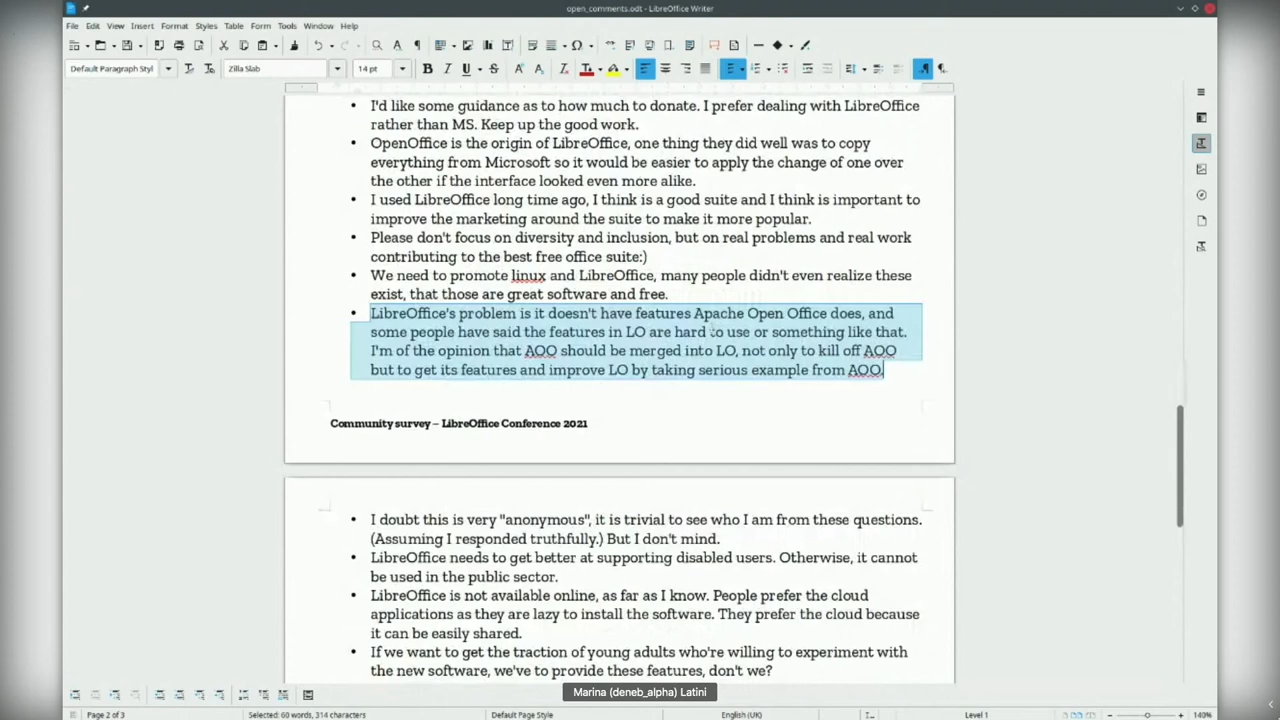 open_comments.odt - LibreOffice Writer
File Edit View Insert Format Styles Table Form Tools Window Help
Default Paragraph Styl Zilla Slab 14 pt
• I'd like some guidance as to how much to donate. I prefer dealing with LibreOffice
rather than MS. Keep up the good work.
• OpenOffice is the origin of LibreOffice, one thing they did well was to copy
everything from Microsoft so it would be easier to apply the change of one over
the other if the interface looked even more alike.
• I used LibreOffice long time ago, I think is a good suite and I think is important to
improve the marketing around the suite to make it more popular.
• Please don't focus on diversity and inclusion, but on real problems and real work
contributing to the best free office suite:)
• We need to promote linux and LibreOffice, many people didn't even realize these
exist, that those are great software and free.
• LibreOffice's problem is it doesn't have features Apache Open Office does, and
some people have said the features in LO are hard to use or something like that.
I'm of the opinion that AOO should be merged into LO, not only to kill off AOO
but to get its features and improve LO by taking serious example from AOO.
Community survey – LibreOffice Conference 2021
• I doubt this is very "anonymous", it is trivial to see who I am from these questions.
(Assuming I responded truthfully.) But I don't mind.
• LibreOffice needs to get better at supporting disabled users. Otherwise, it cannot
be used in the public sector.
• LibreOffice is not available online, as far as I know. People prefer the cloud
applications as they are lazy to install the software. They prefer the cloud because
it can be easily shared.
• If we want to get the traction of young adults who're willing to experiment with
the new software, we've to provide these features, don't we?
Marina (deneb_alpha) Latini
Page 2 of 3 Selected: 60 words, 314 characters Default Page Style English (UK) Level 1 140%